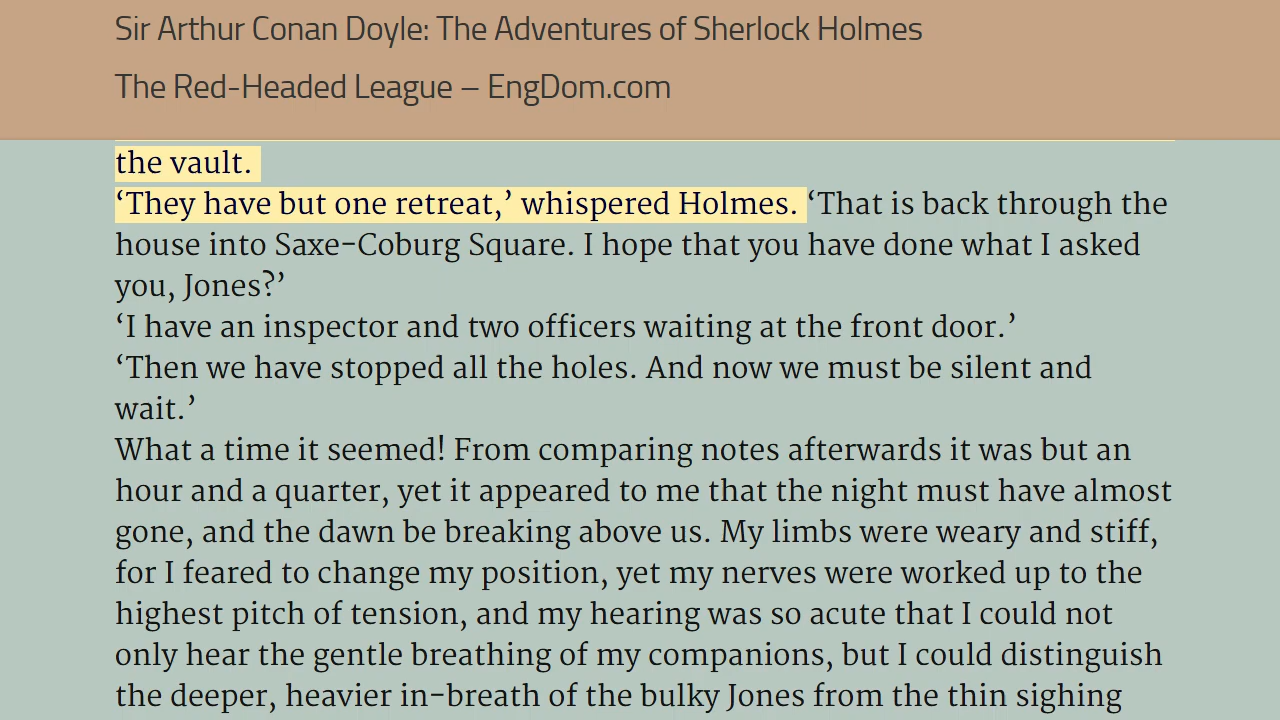 Sir Arthur Conan Doyle: The Adventures of Sherlock Holmes
The Red-Headed League – EngDom.com
the vault.
‘They have but one retreat,’ whispered Holmes. ‘That is back through the
house into Saxe-Coburg Square. I hope that you have done what I asked
you, Jones?’
‘I have an inspector and two officers waiting at the front door.’
‘Then we have stopped all the holes. And now we must be silent and
wait.’
What a time it seemed! From comparing notes afterwards it was but an
hour and a quarter, yet it appeared to me that the night must have almost
gone, and the dawn be breaking above us. My limbs were weary and stiff,
for I feared to change my position, yet my nerves were worked up to the
highest pitch of tension, and my hearing was so acute that I could not
only hear the gentle breathing of my companions, but I could distinguish
the deeper, heavier in-breath of the bulky Jones from the thin sighing